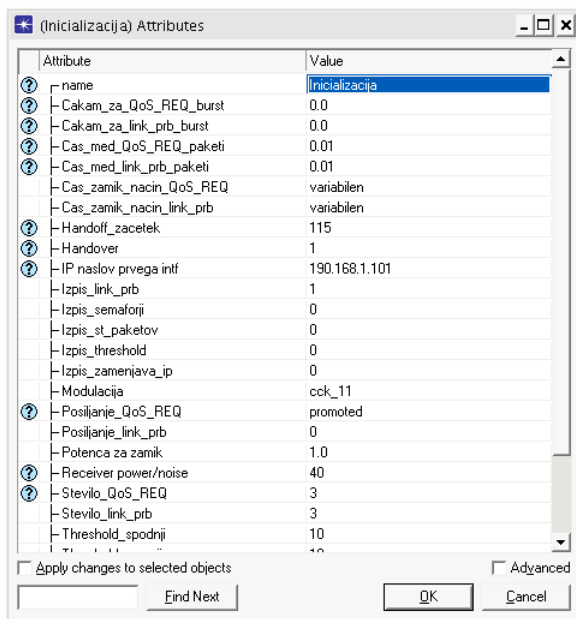 (Inicializacija) Attributes
Attribute Value
name Inicializacija
Cakam_za_QoS_REQ_burst 0.0
Cakam_za_link_prb_burst 0.0
Cas_med_QoS_REQ_paketi 0.01
Cas_med_link_prb_paketi 0.01
Cas_zamik_nacin_QoS_REQ variabilen
Cas_zamik_nacin_link_prb variabilen
Handoff_zacetek 115
Handover 1
IP naslov prvega intf 190.168.1.101
Izpis_link_prb 1
Izpis_semaforji 0
Izpis_st_paketov 0
Izpis_threshold 0
Izpis_zamenjava_ip 0
Modulacija cck_11
Posiljanje_QoS_REQ promoted
Posiljanje_link_prb 0
Potenca za zamik 1.0
Receiver power/noise 40
Stevilo_QoS_REQ 3
Stevilo_link_prb 3
Threshold_spodnji 10
Apply changes to selected objects Advanced
Find Next OK Cancel